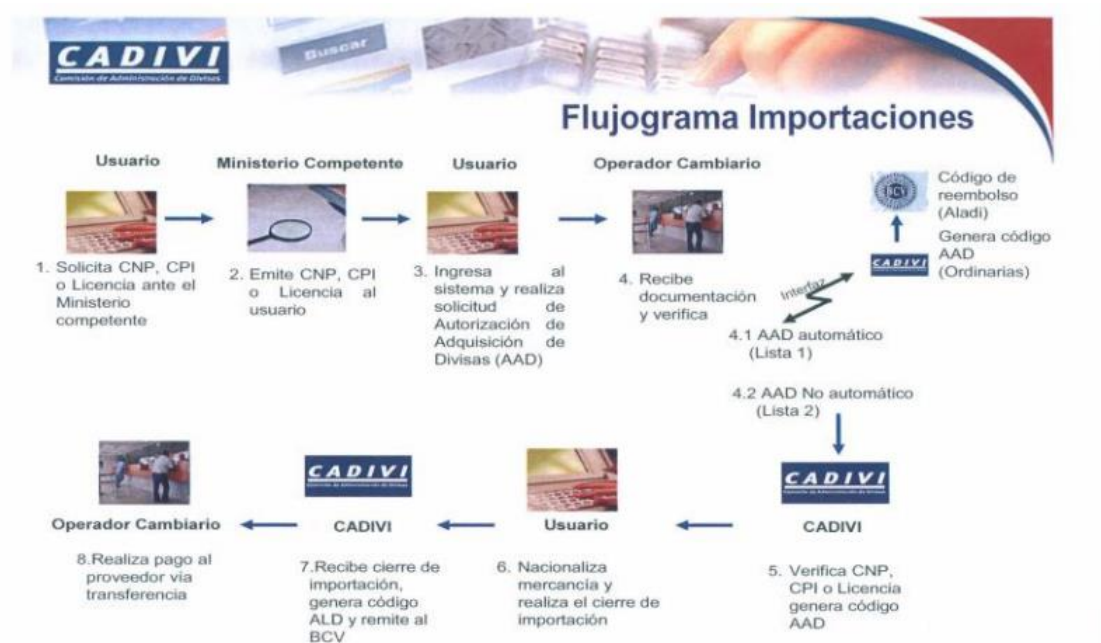 CADIVI
Comisión de Administración de Divisas
Buscar
Flujograma Importaciones
Usuario
1. Solicita CNP, CPI
o Licencia ante el
Ministerio
competente
Ministerio Competente
2. Emite CNP, CPI
o Licencia al
usuario
Usuario
3. Ingresa al
sistema y realiza
solicitud de
Autorización de
Adquisición de
Divisas (AAD)
Operador Cambiario
4. Recibe
documentación
y verifica
BCV
Código de
reembolso
(Aladi)
CADIVI
Genera código
AAD
(Ordinarias)
Interfaz
4.1 AAD automático
(Lista 1)
4.2 AAD No automático
(Lista 2)
CADIVI
Comisión de Administración de Divisas
CADIVI
5. Verifica CNP,
CPI o Licencia
genera código
AAD
Usuario
6. Nacionaliza
mercancía y
realiza el cierre de
importación
CADIVI
Comisión de Administración de Divisas
CADIVI
7.Recibe cierre de
importación,
genera código
ALD y remite al
BCV
Operador Cambiario
8.Realiza pago al
proveedor via
transferencia